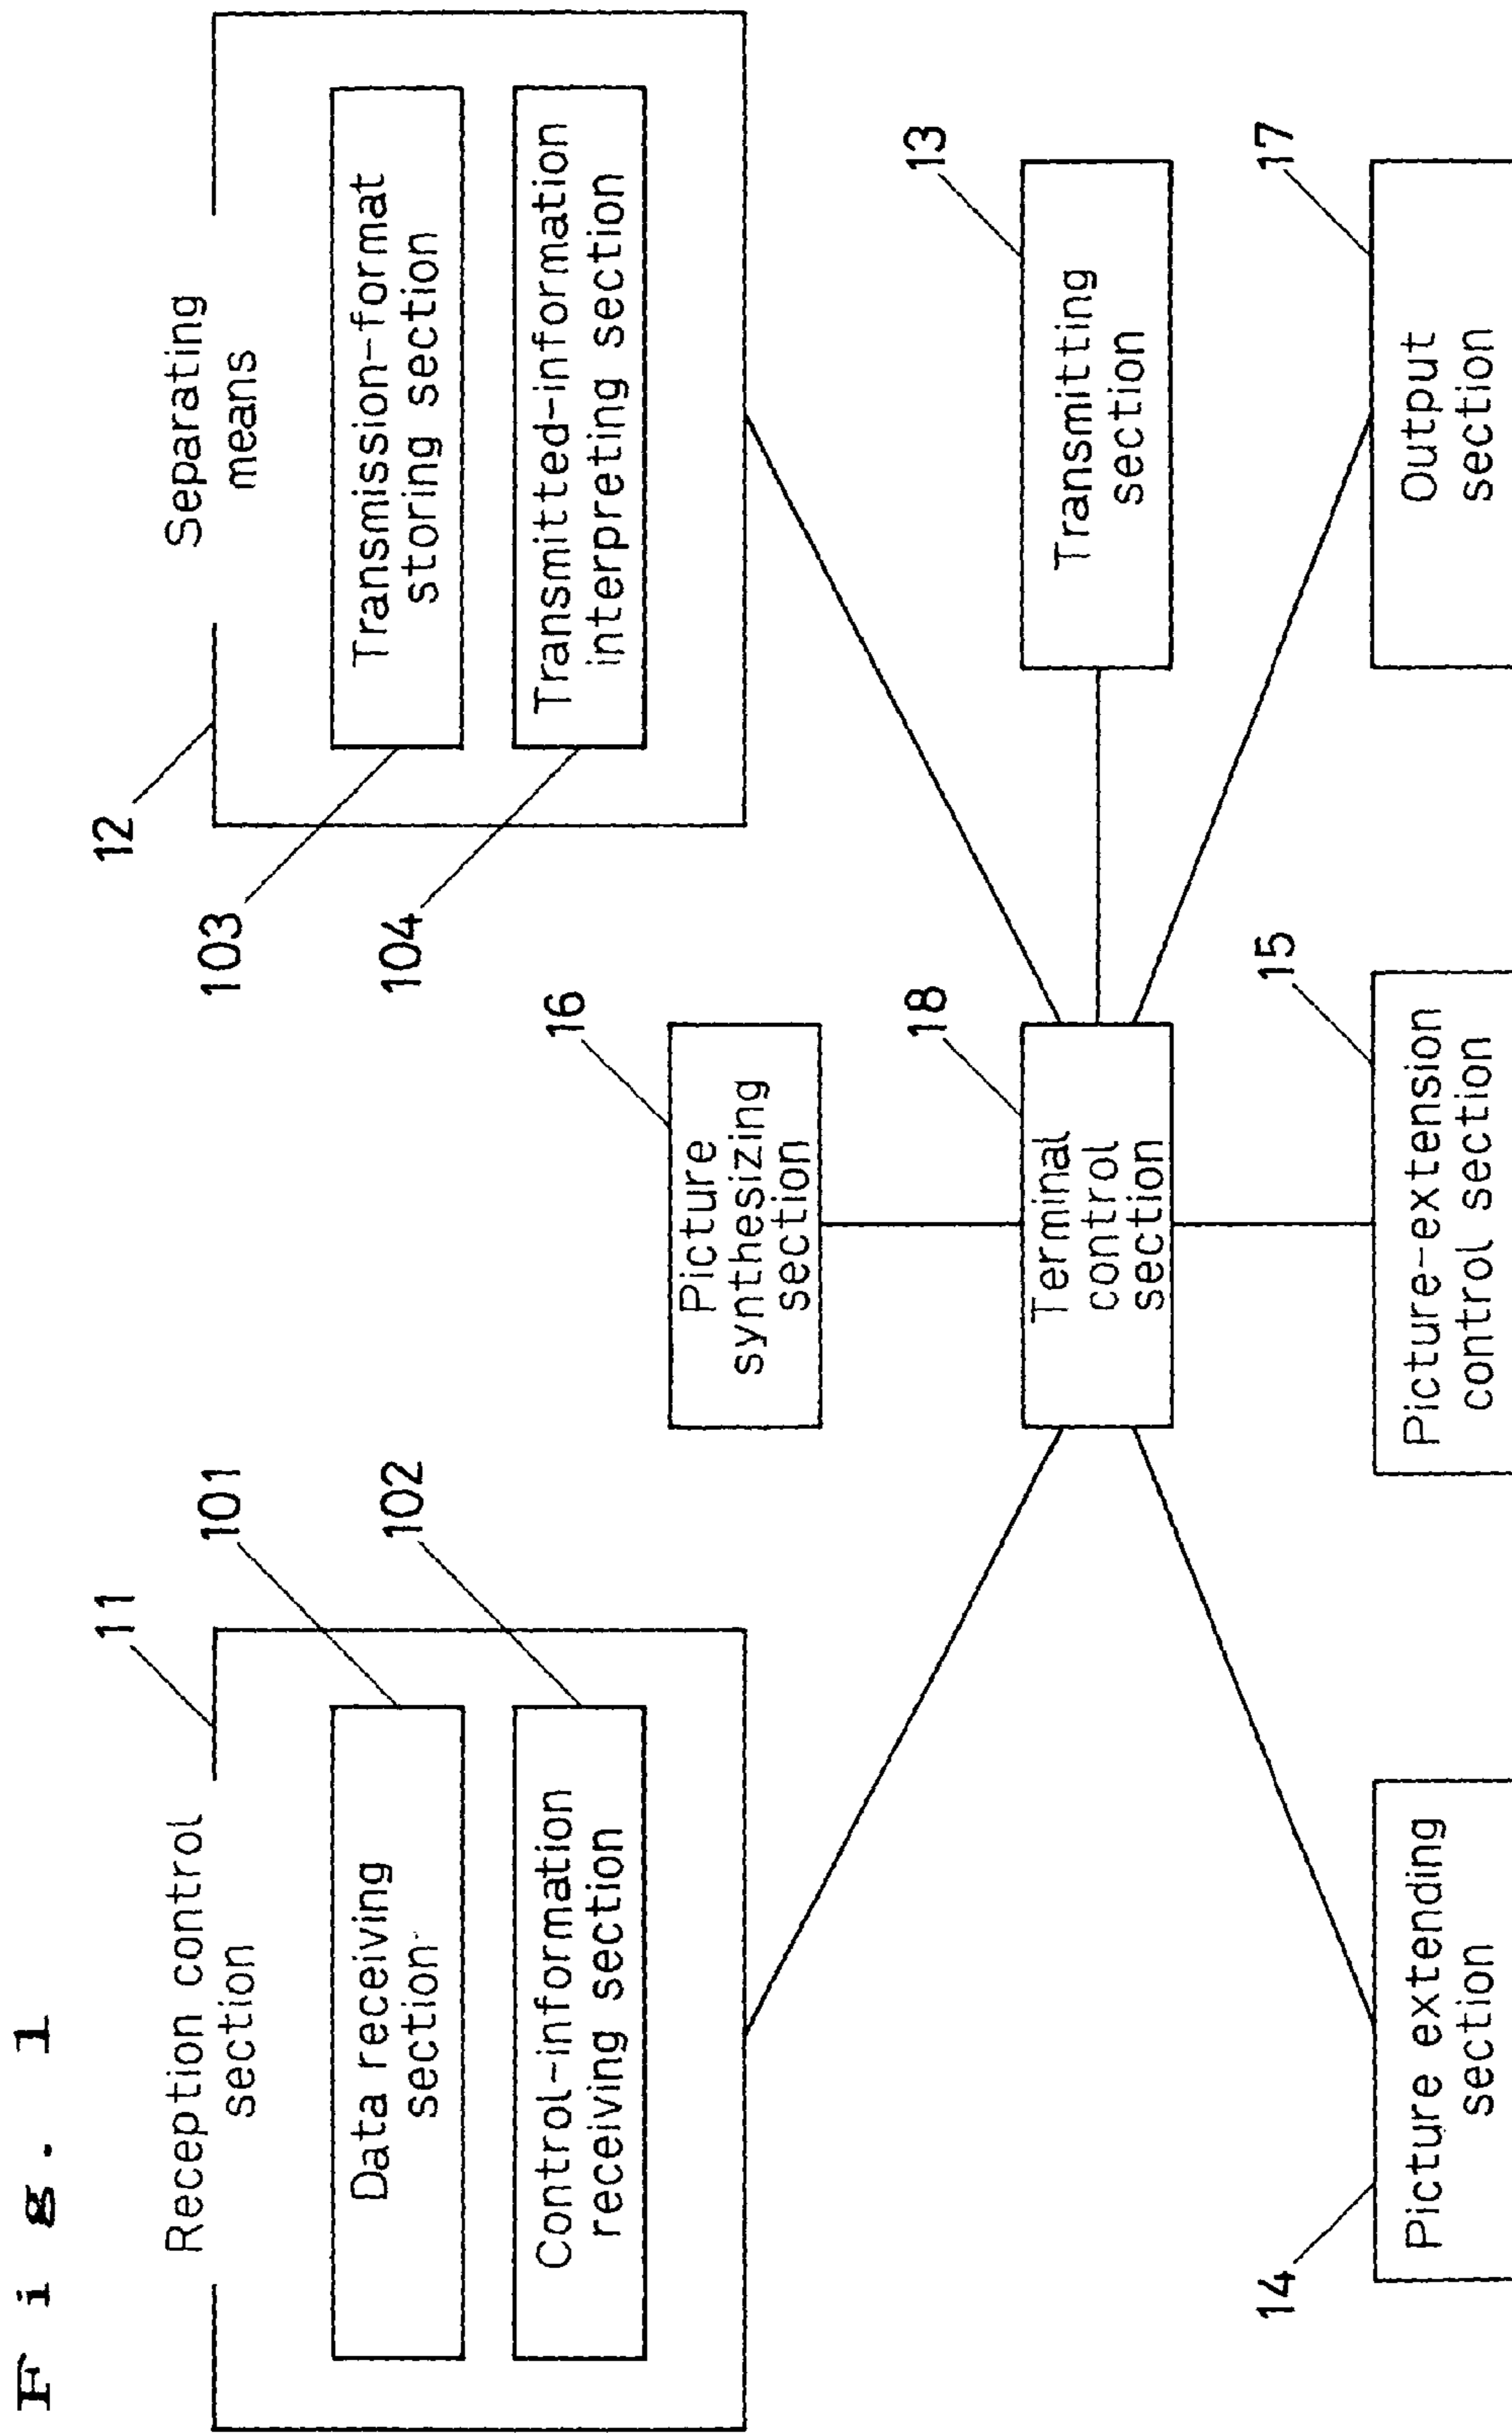 Fig. 1
11
Reception control
section
101
Data receiving
section
102
Control-information
receiving section
12
Separating
means
103
Transmission-format
storing section
104
Transmitted-information
interpreting section
16
Picture
synthesizing
section
18
Terminal
control
section
13
Transmitting
section
14
Picture extending
section
15
Picture-extension
control section
17
Output
section